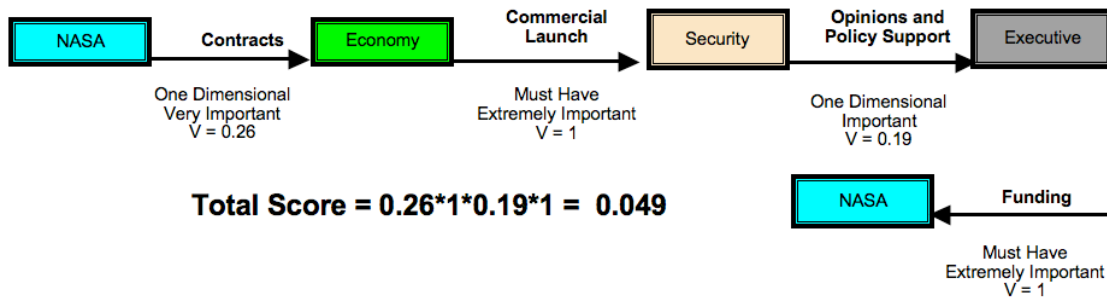 NASA
Contracts
Economy
Commercial
Launch
Security
Opinions and
Policy Support
Executive
One Dimensional
Very Important
V = 0.26
Must Have
Extremely Important
V = 1
One Dimensional
Important
V = 0.19
Total Score = 0.26*1*0.19*1 = 0.049
NASA
Funding
Must Have
Extremely Important
V = 1